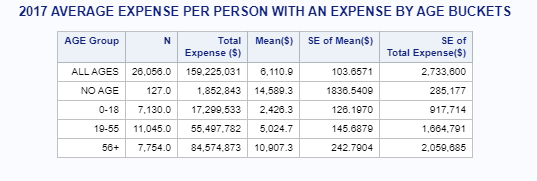 2017 AVERAGE EXPENSE PER PERSON WITH AN EXPENSE BY AGE BUCKETS
AGE Group N Total Expense ($) Mean($) SE of Mean($) SE of Total Expense($)
ALL AGES 26,056.0 159,225,031 6,110.9 103.6571 2,733,600
NO AGE 127.0 1,852,843 14,589.3 1836.5409 285,177
0-18 7,130.0 17,299,533 2,426.3 126.1970 917,714
19-55 11,045.0 55,497,782 5,024.7 145.6879 1,664,791
56+ 7,754.0 84,574,873 10,907.3 242.7904 2,059,685